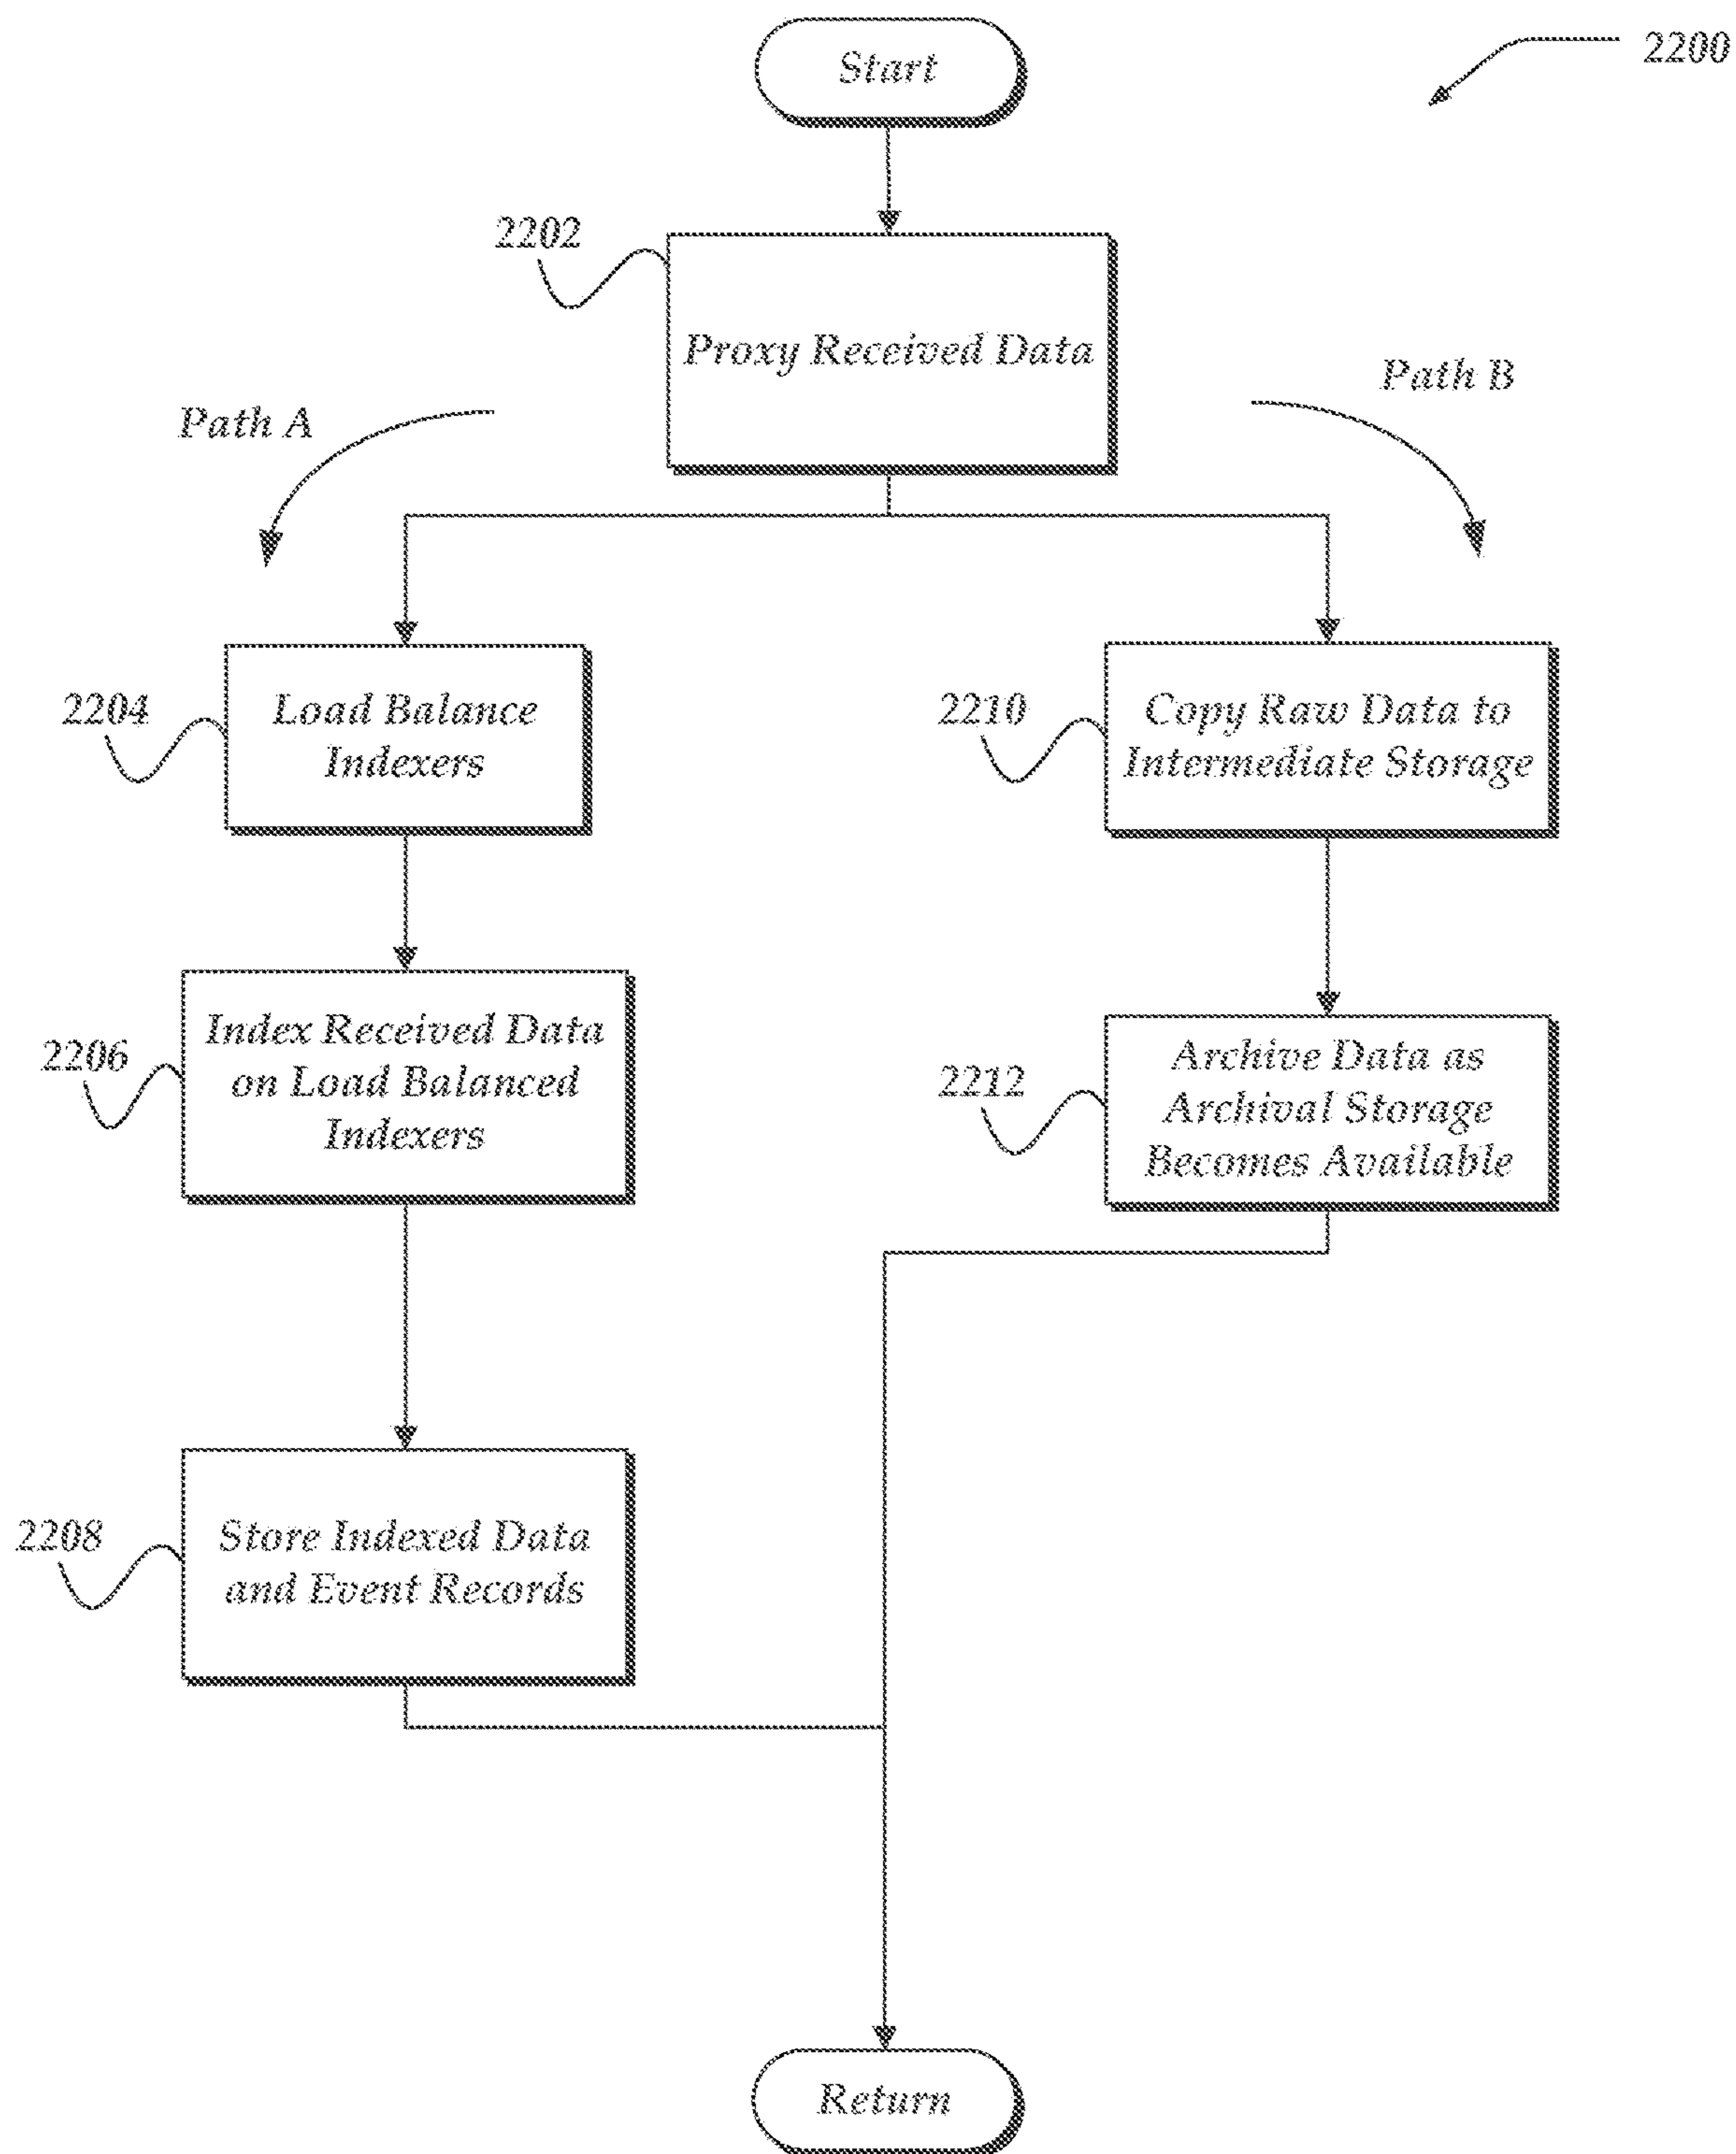 Start
2200
2202
Proxy Received Data
Path A
Path B
2204
Load Balance
Indexers
2210
Copy Raw Data to
Intermediate Storage
2206
Index Received Data
on Load Balanced
Indexers
2212
Archive Data as
Archival Storage
Becomes Available
2208
Store Indexed Data
and Event Records
Return